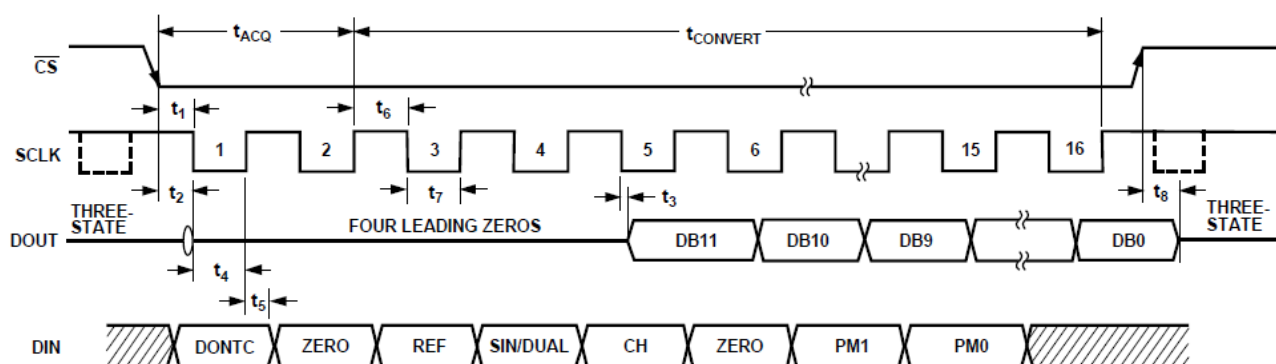 tACQ tCONVERT
CS
t1 t6
SCLK 1 2 3 4 5 6 15 16
t2 t7 t3 t8
THREE-STATE FOUR LEADING ZEROS THREE-STATE
DOUT DB11 DB10 DB9 DB0
t4
t5
DIN DONTC ZERO REF SIN/DUAL CH ZERO PM1 PM0